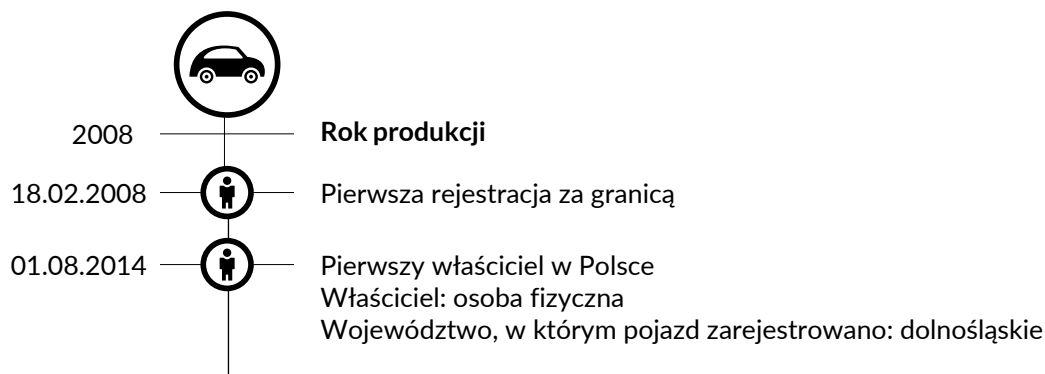 2008 Rok produkcji
18.02.2008 Pierwsza rejestracja za granicą
01.08.2014 Pierwszy właściciel w Polsce
Właściciel: osoba fizyczna
Województwo, w którym pojazd zarejestrowano: dolnośląskie